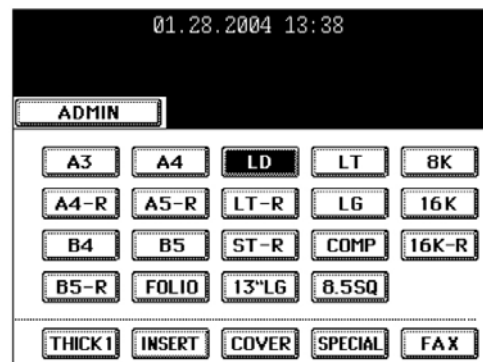 01.28.2004 13:38
ADMIN
A3 A4 LD LT 8K
A4-R A5-R LT-R LG 16K
B4 B5 ST-R COMP 16K-R
B5-R FOLIO 13"LG 8.5SQ
THICK1 INSERT COVER SPECIAL FAX